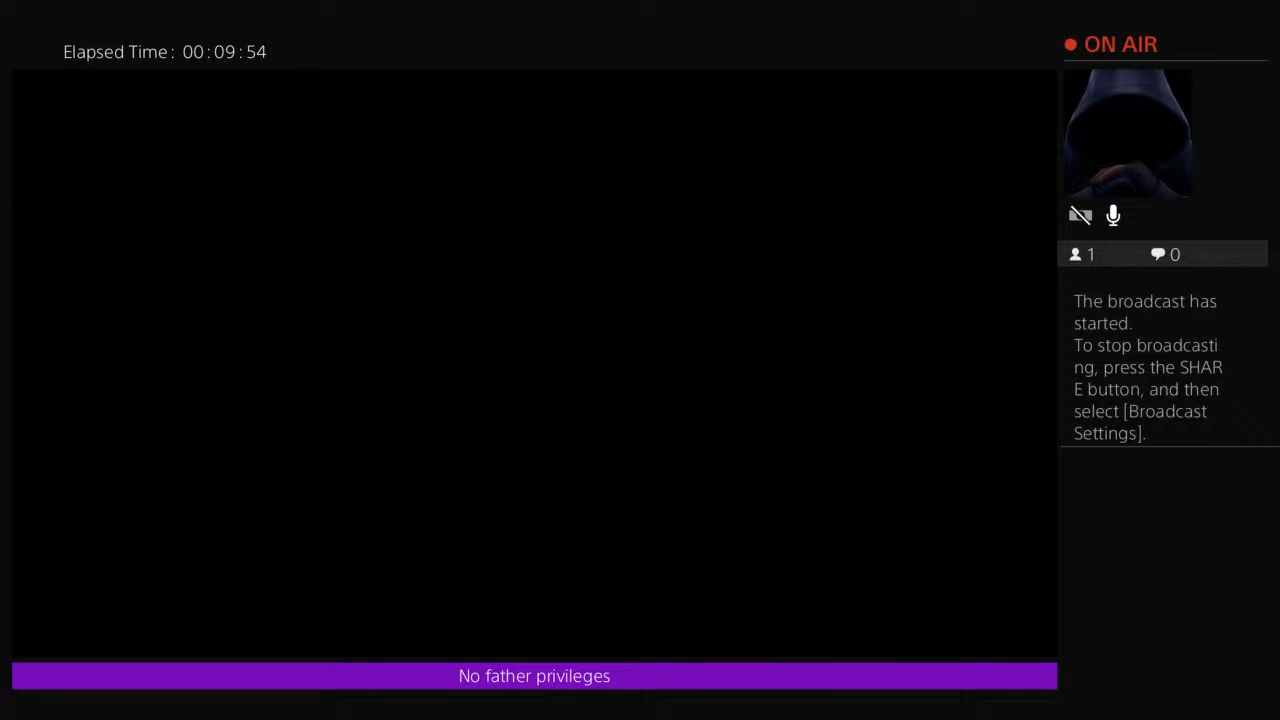 Elapsed Time: 00:09:54
ON AIR
1 0
The broadcast has
started.
To stop broadcasti
ng, press the SHAR
E button, and then
select [Broadcast
Settings].
No father privileges